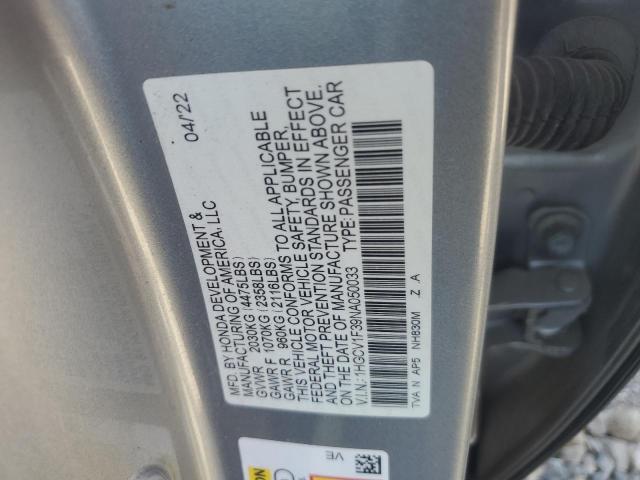 MFD. BY HONDA DEVELOPMENT &
MANUFACTURING OF AMERICA, LLC 04/22
GVWR 2030KG (4475LBS)
GAWR F 1070KG (2358LBS)
GAWR R 960KG (2116LBS)
THIS VEHICLE CONFORMS TO ALL APPLICABLE
FEDERAL MOTOR VEHICLE SAFETY, BUMPER,
AND THEFT PREVENTION STANDARDS IN EFFECT
ON THE DATE OF MANUFACTURE SHOWN ABOVE.
V.I.N.: 1HGCV1F39NA050033 TYPE: PASSENGER CAR
TVA N AP5 NH830M Z A
VE